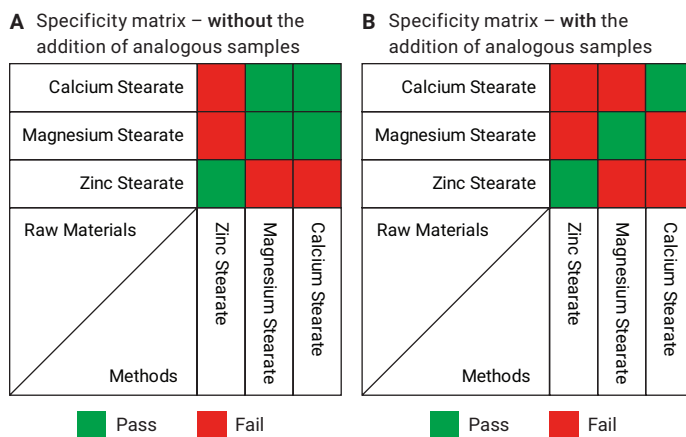 A Specificity matrix – without the
addition of analogous samples
Calcium Stearate
Magnesium Stearate
Zinc Stearate
Raw Materials
Methods
Zinc Stearate
Magnesium Stearate
Calcium Stearate
Pass
Fail
B Specificity matrix – with the
addition of analogous samples
Calcium Stearate
Magnesium Stearate
Zinc Stearate
Raw Materials
Methods
Zinc Stearate
Magnesium Stearate
Calcium Stearate
Pass
Fail